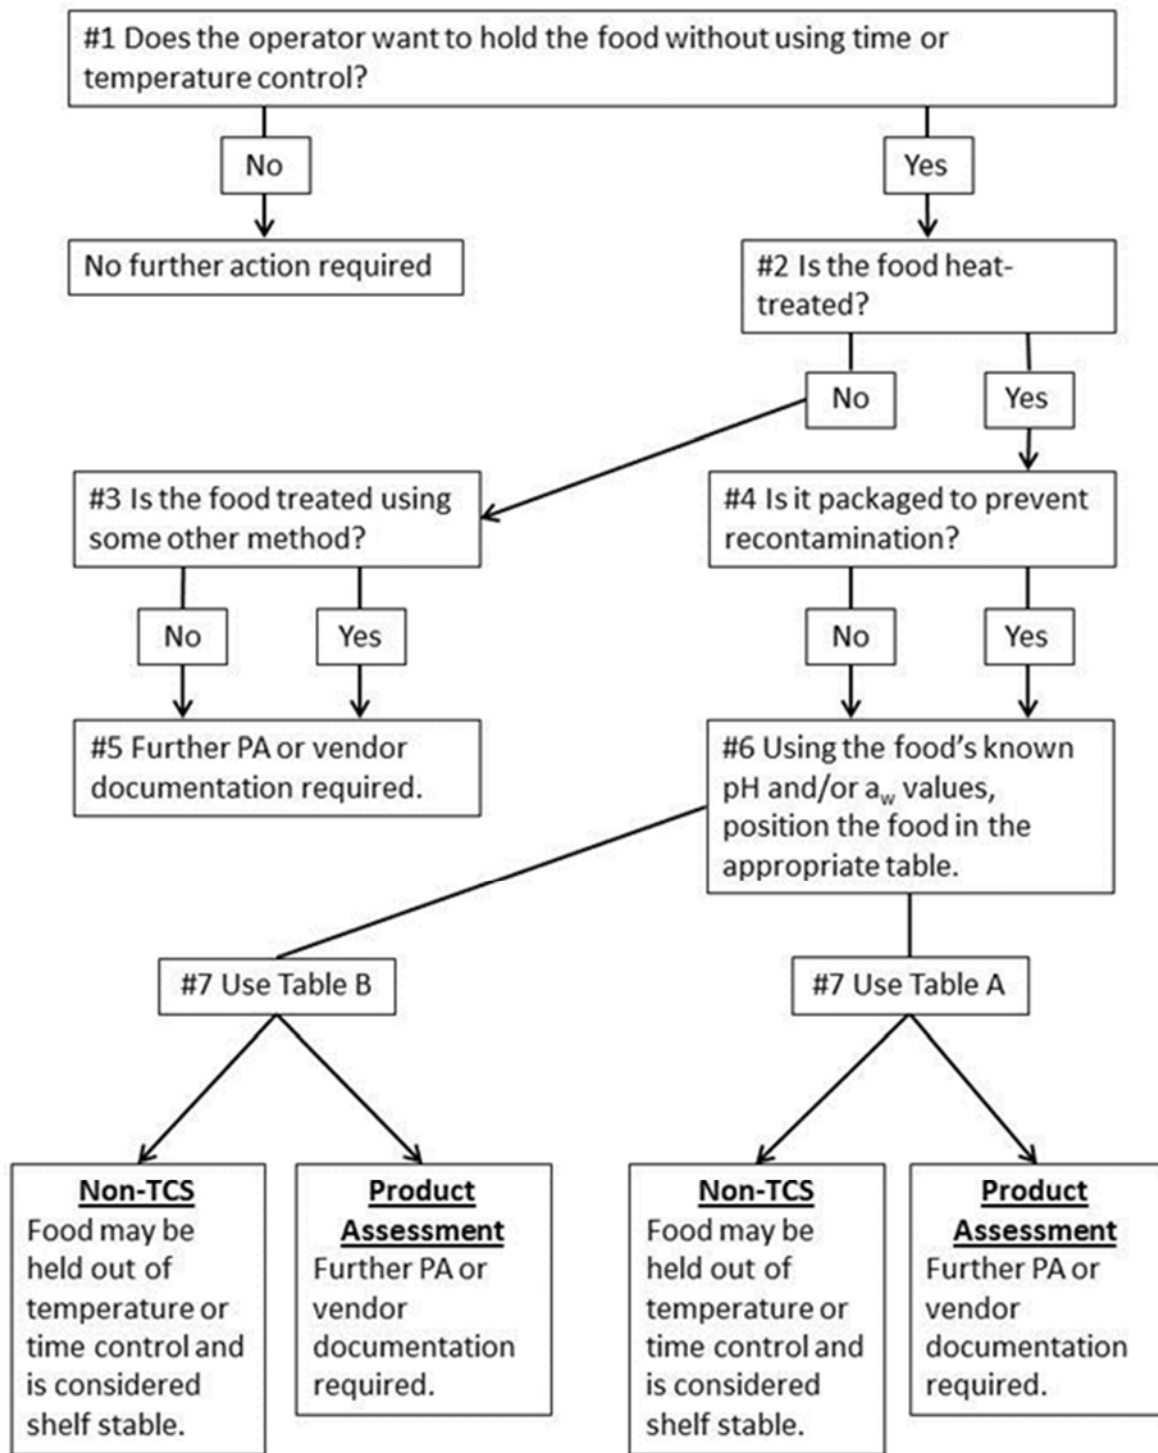 #1 Does the operator want to hold the food without using time or
temperature control?
No
Yes
No further action required
#2 Is the food heat-
treated?
No
Yes
#3 Is the food treated using
some other method?
#4 Is it packaged to prevent
recontamination?
No
Yes
No
Yes
#5 Further PA or vendor
documentation required.
#6 Using the food's known
pH and/or aw values,
position the food in the
appropriate table.
#7 Use Table B
#7 Use Table A
Non-TCS
Food may be
held out of
temperature or
time control and
is considered
shelf stable.
Product
Assessment
Further PA or
vendor
documentation
required.
Non-TCS
Food may be
held out of
temperature or
time control and
is considered
shelf stable.
Product
Assessment
Further PA or
vendor
documentation
required.